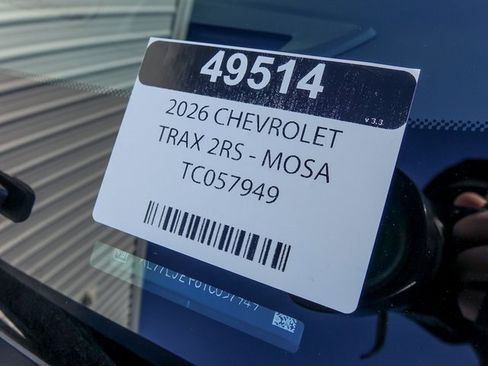 49514
v 3.3
2026 CHEVROLET
TRAX 2RS - MOSA
TC057949